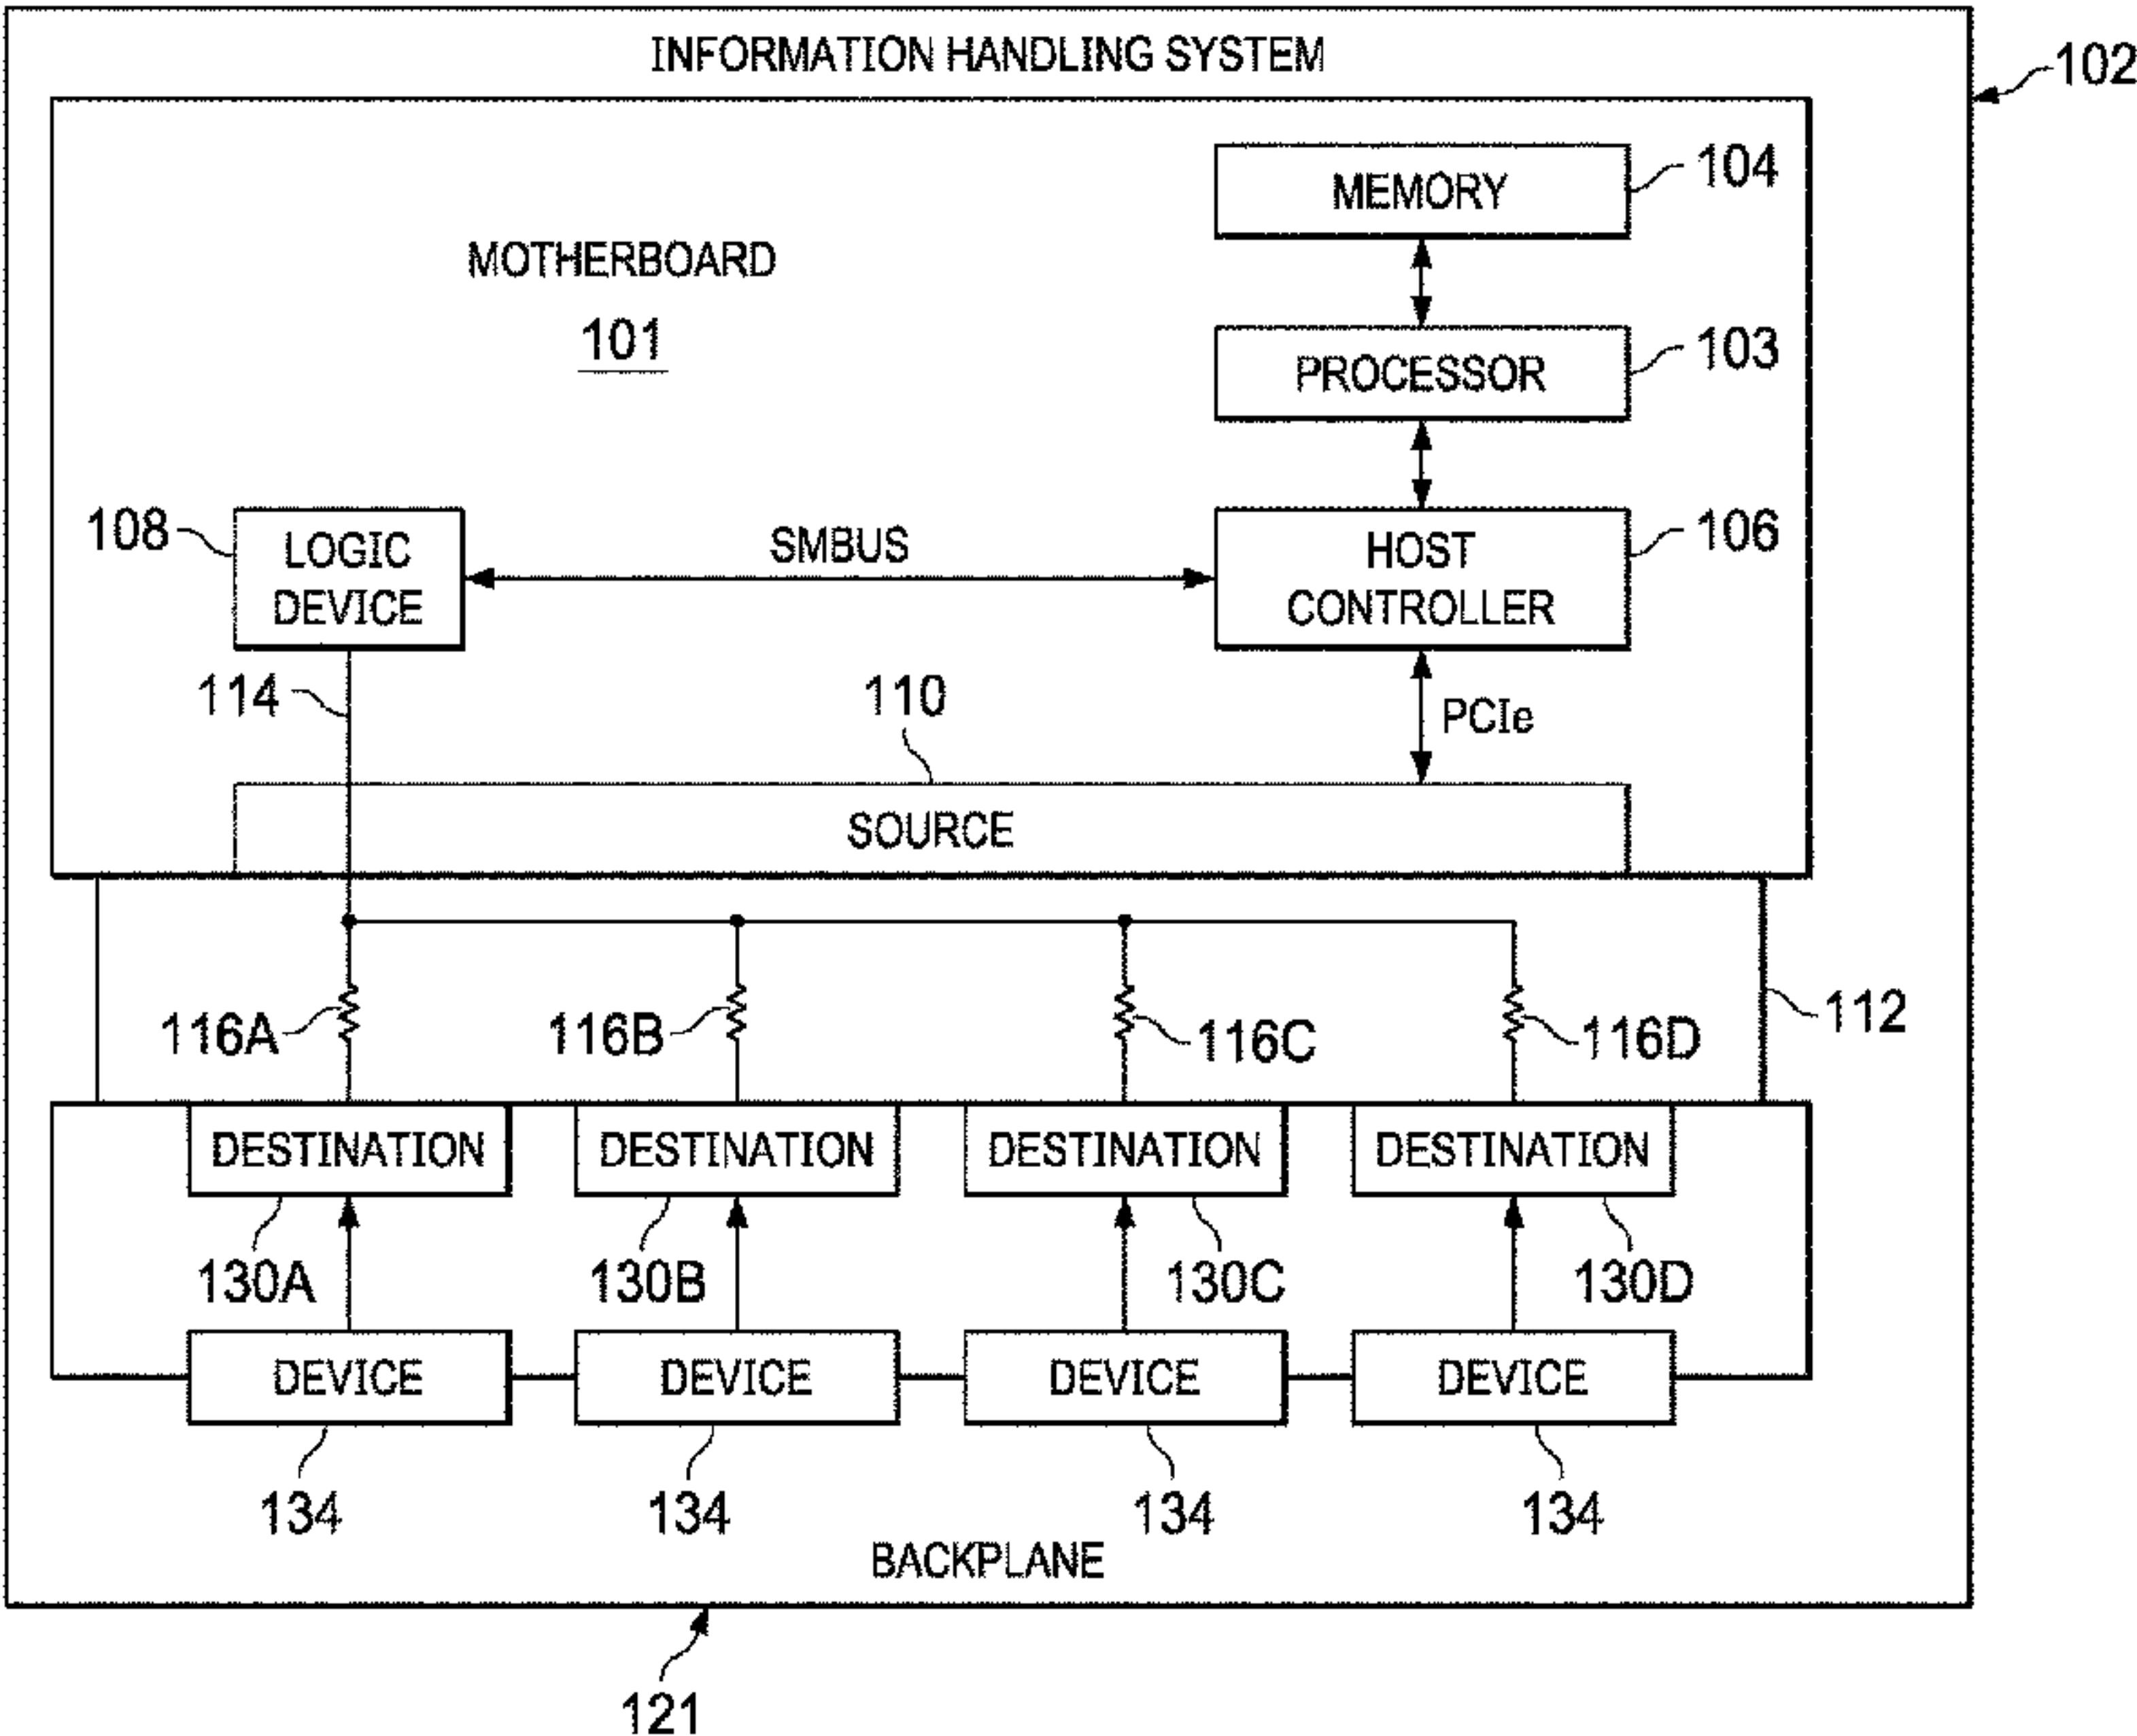 INFORMATION HANDLING SYSTEM
102
MEMORY
104
MOTHERBOARD
101
PROCESSOR
103
108
LOGIC
DEVICE
SMBUS
HOST
CONTROLLER
106
114
110
PCIe
SOURCE
116A
116B
116C
116D
112
DESTINATION
DESTINATION
DESTINATION
DESTINATION
130A
130B
130C
130D
DEVICE
DEVICE
DEVICE
DEVICE
134
134
134
134
BACKPLANE
121